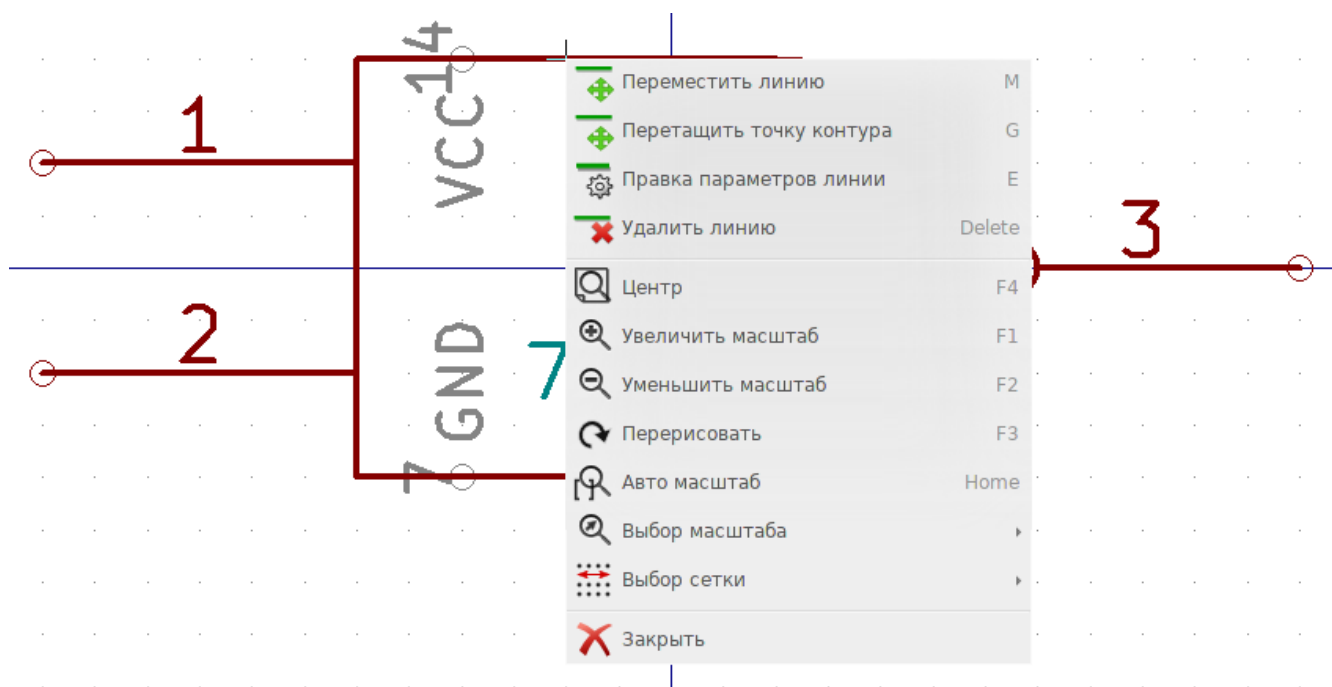 14
VCC
1
2
GND
7
7
3
Переместить линию M
Перетащить точку контура G
Правка параметров линии E
Удалить линию Delete
Центр F4
Увеличить масштаб F1
Уменьшить масштаб F2
Перерисовать F3
Авто масштаб Home
Выбор масштаба
Выбор сетки
Закрыть